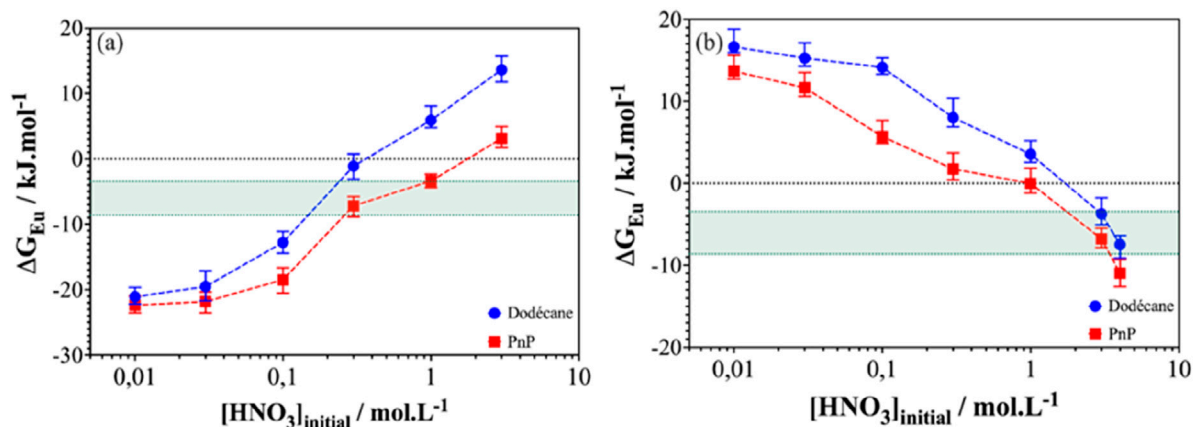 (a)
ΔG_Eu / kJ.mol⁻¹
20
10
0
-10
-20
-30
0,01
0,1
1
10
[HNO₃]initial / mol.L⁻¹
Dodécane
PnP
(b)
ΔG_Eu / kJ.mol⁻¹
20
10
0
-10
-20
0,01
0,1
1
10
[HNO₃]initial / mol.L⁻¹
Dodécane
PnP